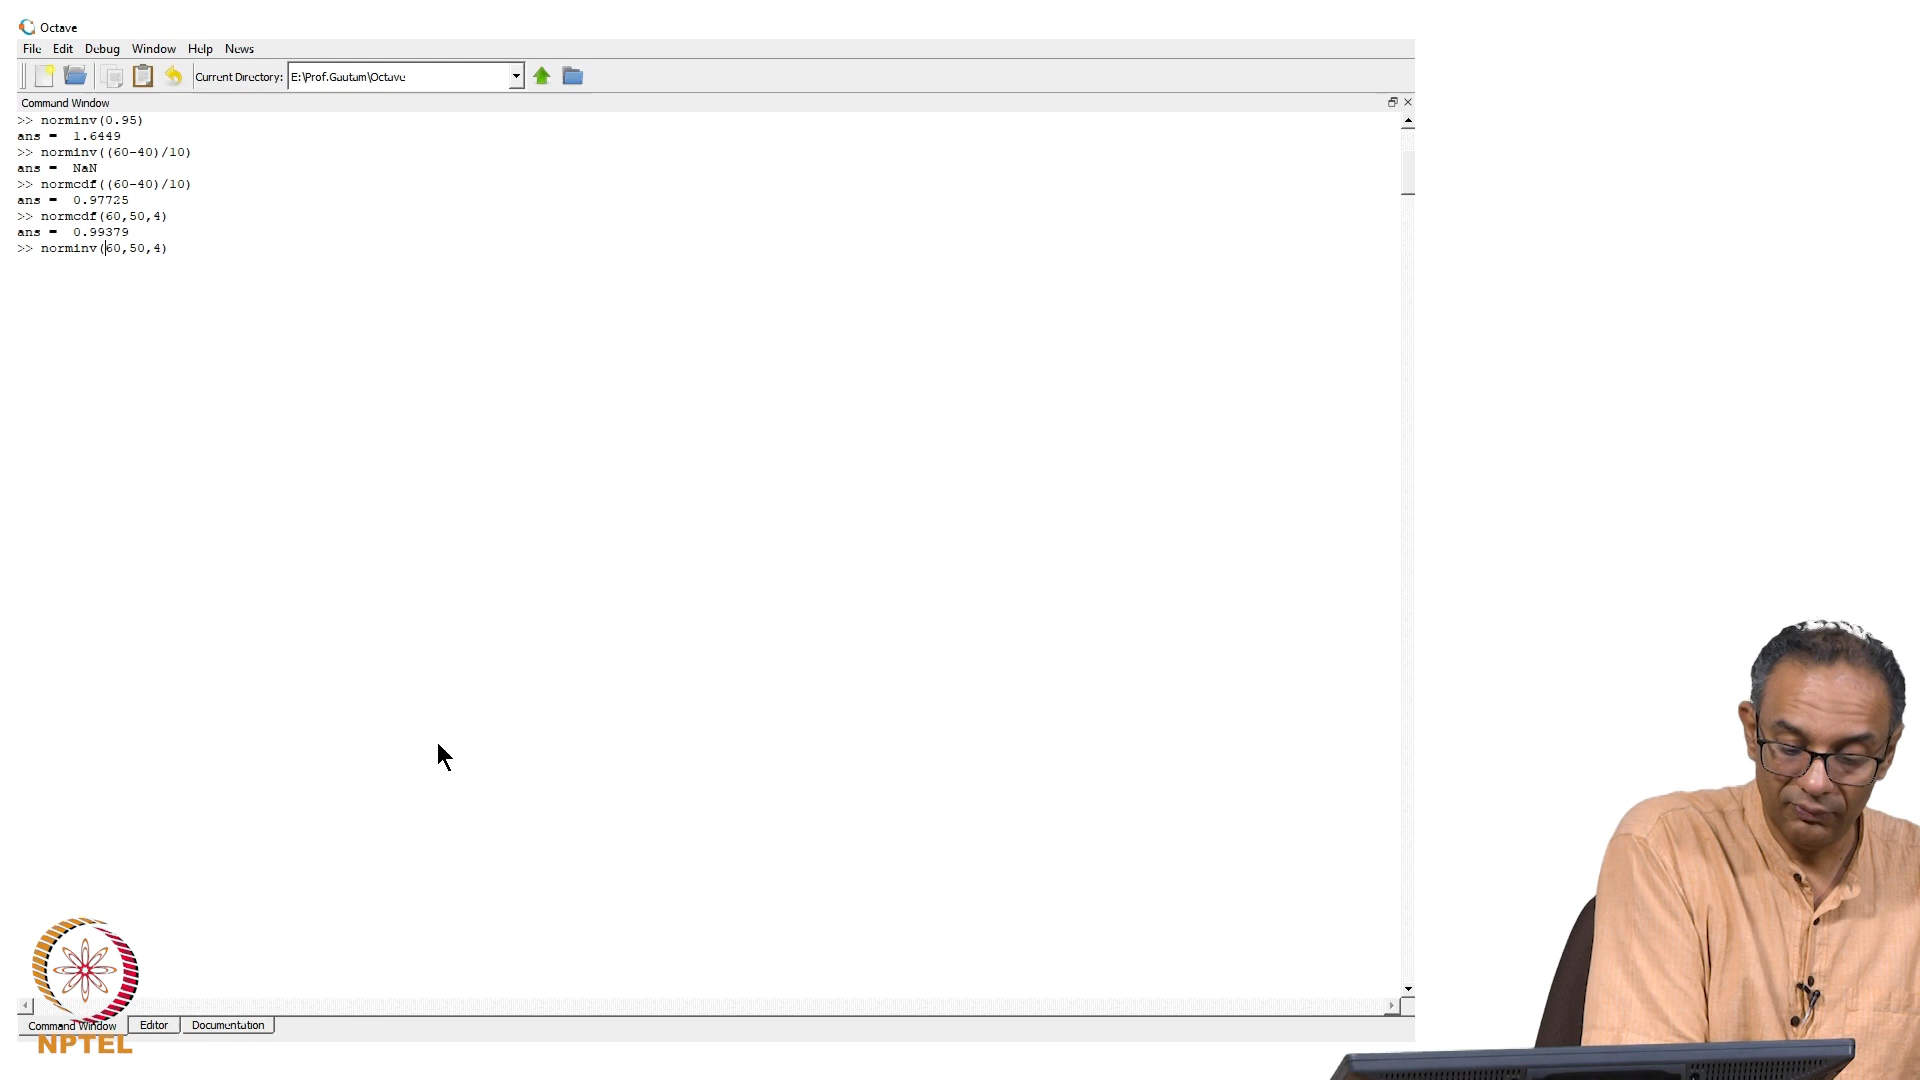 Octave
File Edit Debug Window Help News
Current Directory: E:\Prof.Gautam\Octave
Command Window
>> norminv(0.95)
ans = 1.6449
>> norminv((60-40)/10)
ans = NaN
>> normcdf((60-40)/10)
ans = 0.97725
>> normcdf(60,50,4)
ans = 0.99379
>> norminv(60,50,4)
Command Window Editor Documentation
NPTEL